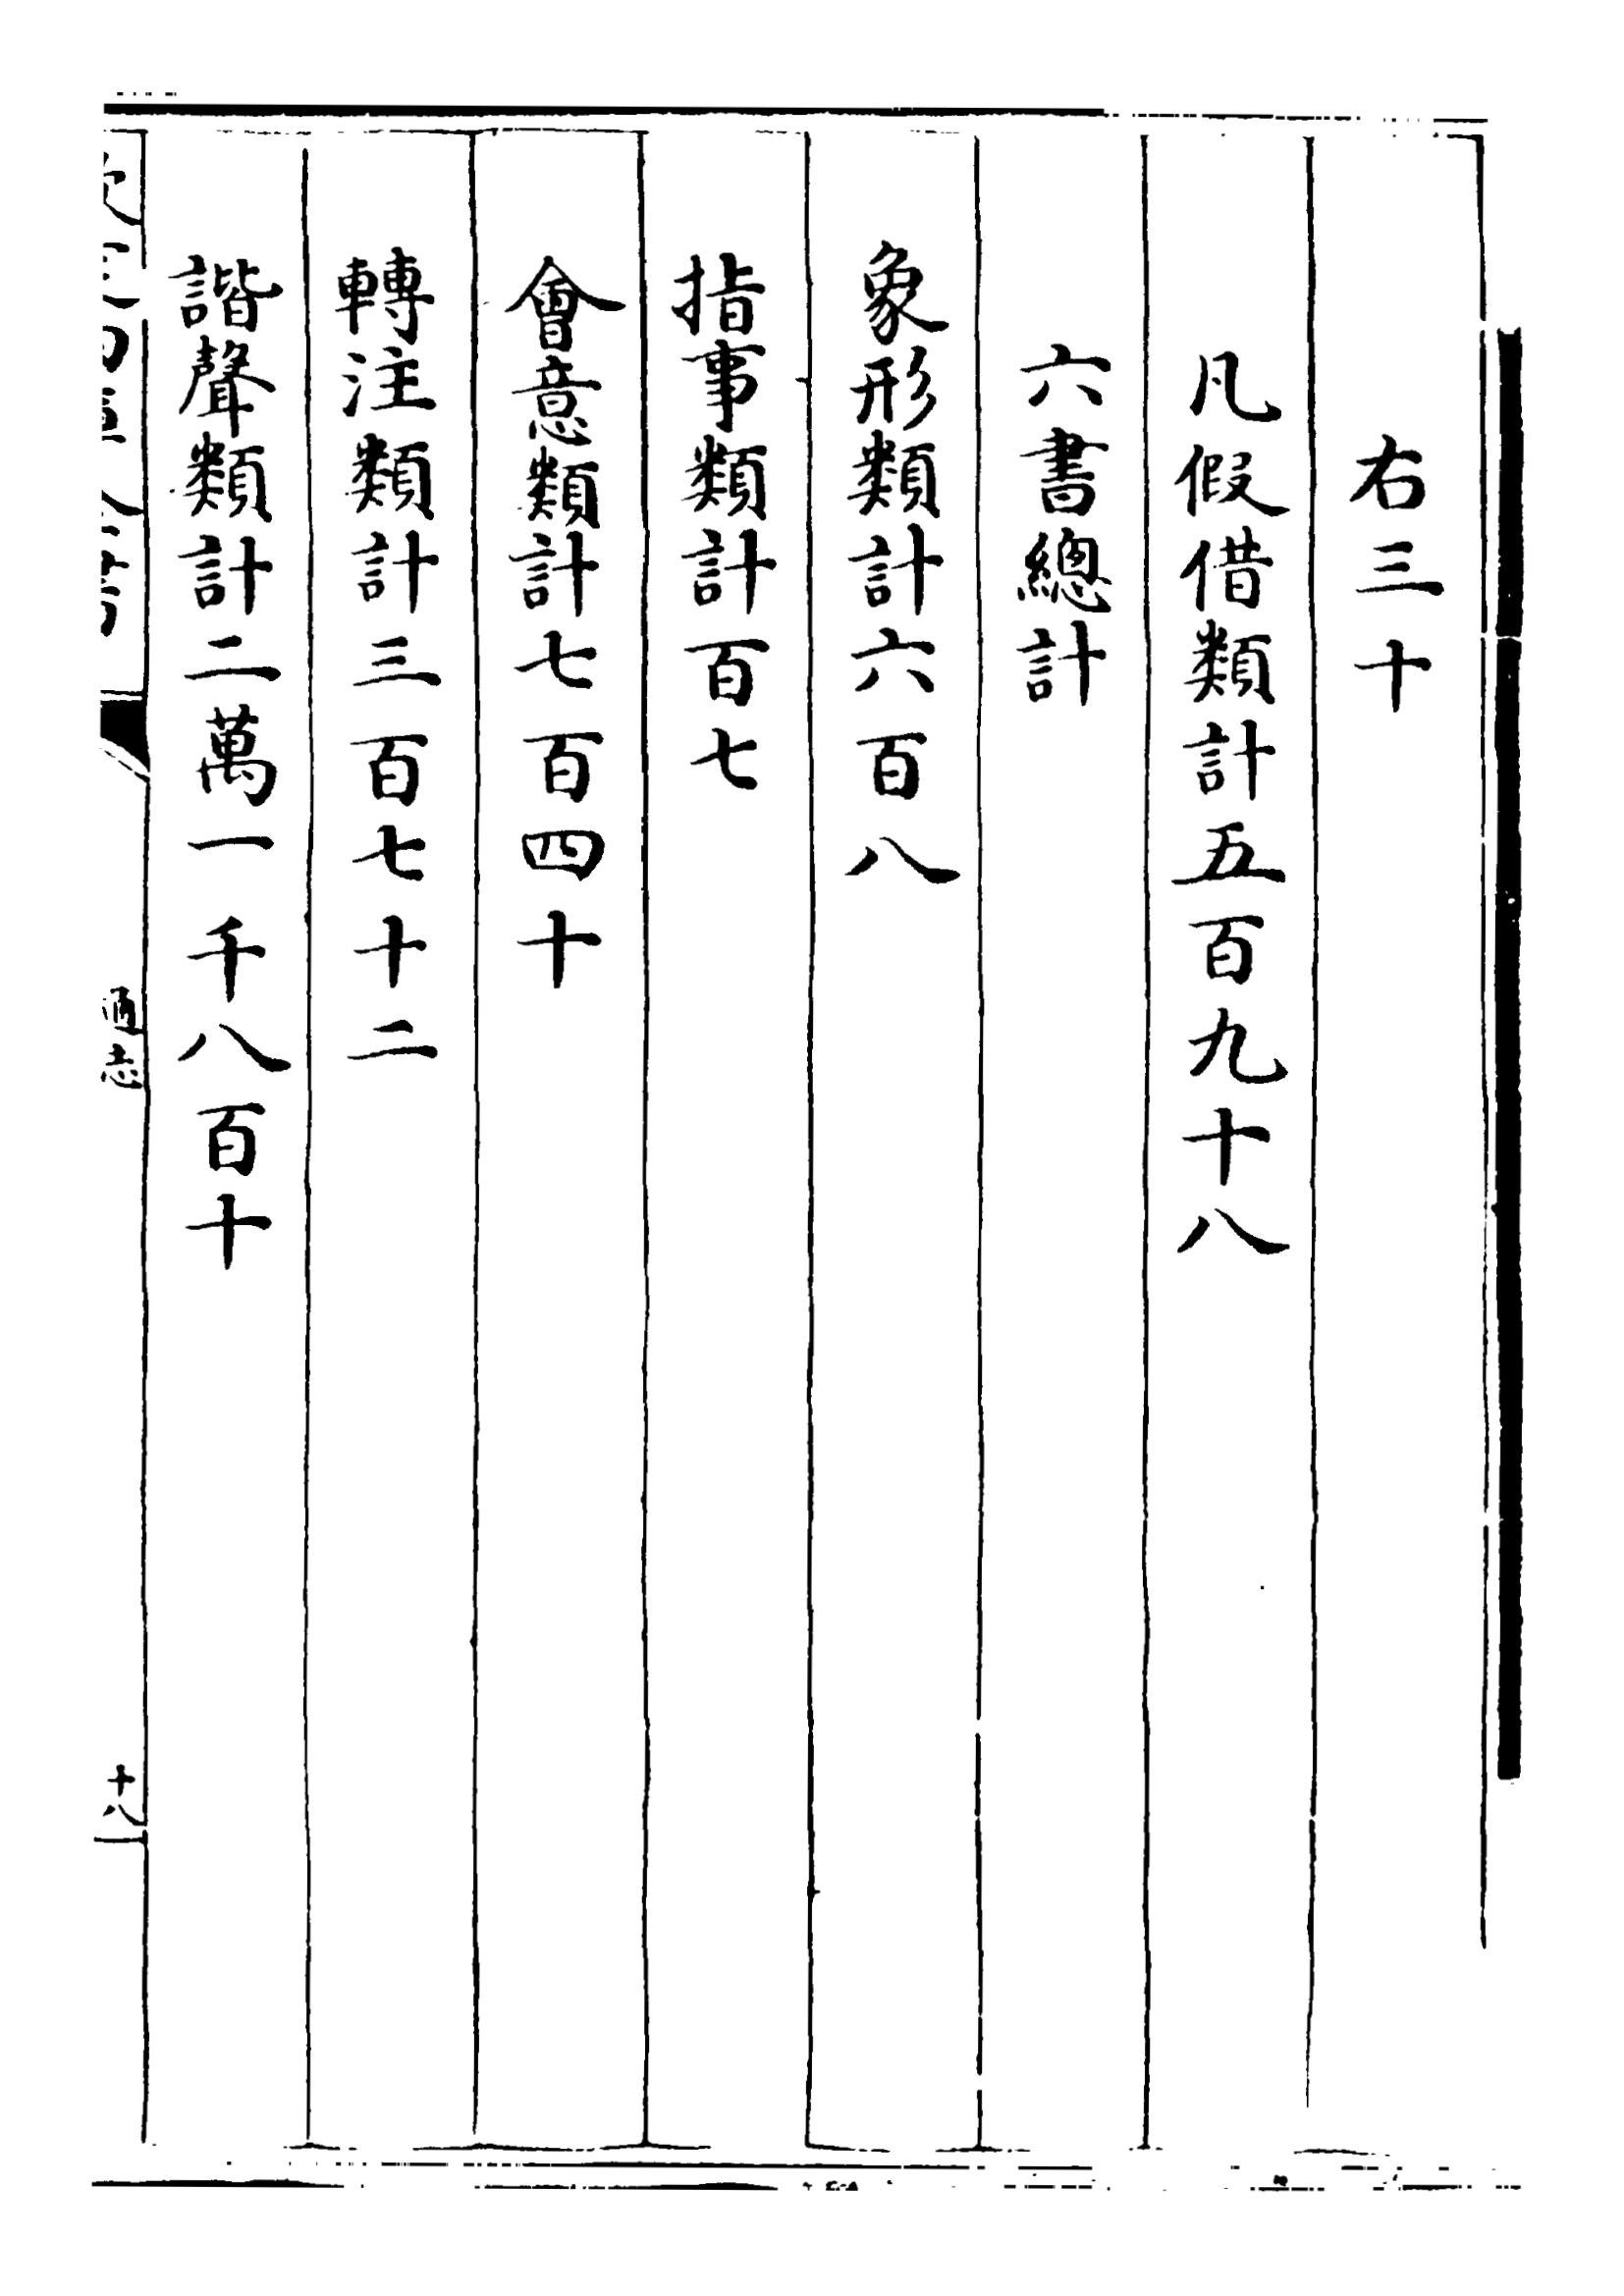 右三十
凡假借類計五百九十八
六書總計
象形類計六百八
指事類計百七
會意類計七百四十
轉注類計三百七十二
諧聲類計二萬一千八百十
通志
十八